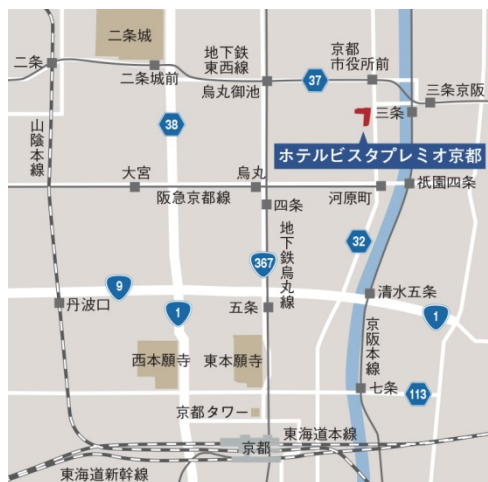 二条城
二条
二条城前
地下鉄
東西線
烏丸御池
37
京都
市役所前
三条京阪
三条
38
山陰本線
ホテルビスタプレミオ京都
大宮
阪急京都線
烏丸
四条
河原町
祇園四条
32
地下鉄烏丸線
367
9
1
丹波口
五条
清水五条
1
西本願寺
東本願寺
京阪本線
七条
113
京都タワー
京都
東海道本線
東海道新幹線